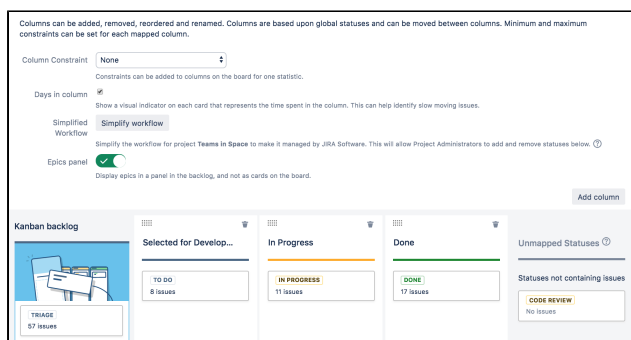 Columns can be added, removed, reordered and renamed. Columns are based upon global statuses and can be moved between columns. Minimum and maximum
constraints can be set for each mapped column.
Column Constraint
None
Constraints can be added to columns on the board for one statistic.
Days in column
Show a visual indicator on each card that represents the time spent in the column. This can help identify slow moving issues.
Simplified
Workflow
Simplify workflow
Simplify the workflow for project Teams in Space to make it managed by JIRA Software. This will allow Project Administrators to add and remove statuses below.
Epics panel
Display epics in a panel in the backlog, and not as cards on the board.
Add column
Kanban backlog
TRIAGE
57 issues
Selected for Develop...
TO DO
8 issues
In Progress
IN PROGRESS
11 issues
Done
DONE
17 issues
Unmapped Statuses
Statuses not containing issues
CODE REVIEW
No issues